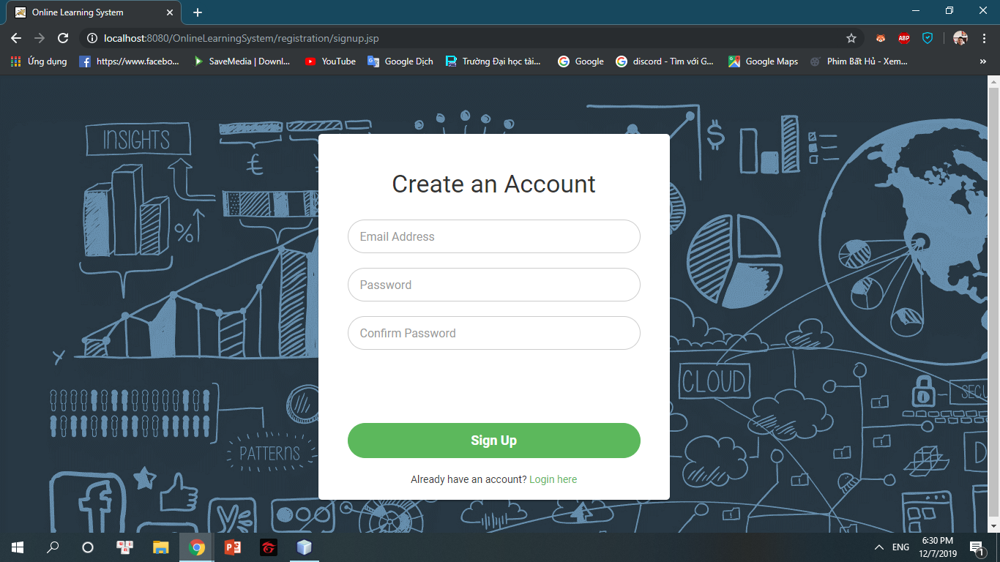 Online Learning System
localhost:8080/OnlineLearningSystem/registration/signup.jsp
ABP
Ứng dụng
https://www.facebo...
SaveMedia | Downl...
YouTube
Google Dịch
Trường Đại học tài...
Google
discord - Tìm với G...
Google Maps
Phim Bất Hủ - Xem...
»
INSIGHTS
€
$
%
Create an Account
Email Address
Password
Confirm Password
CLOUD
PATTERNS
Sign Up
Already have an account? Login here
ENG
6:30 PM
12/7/2019
1